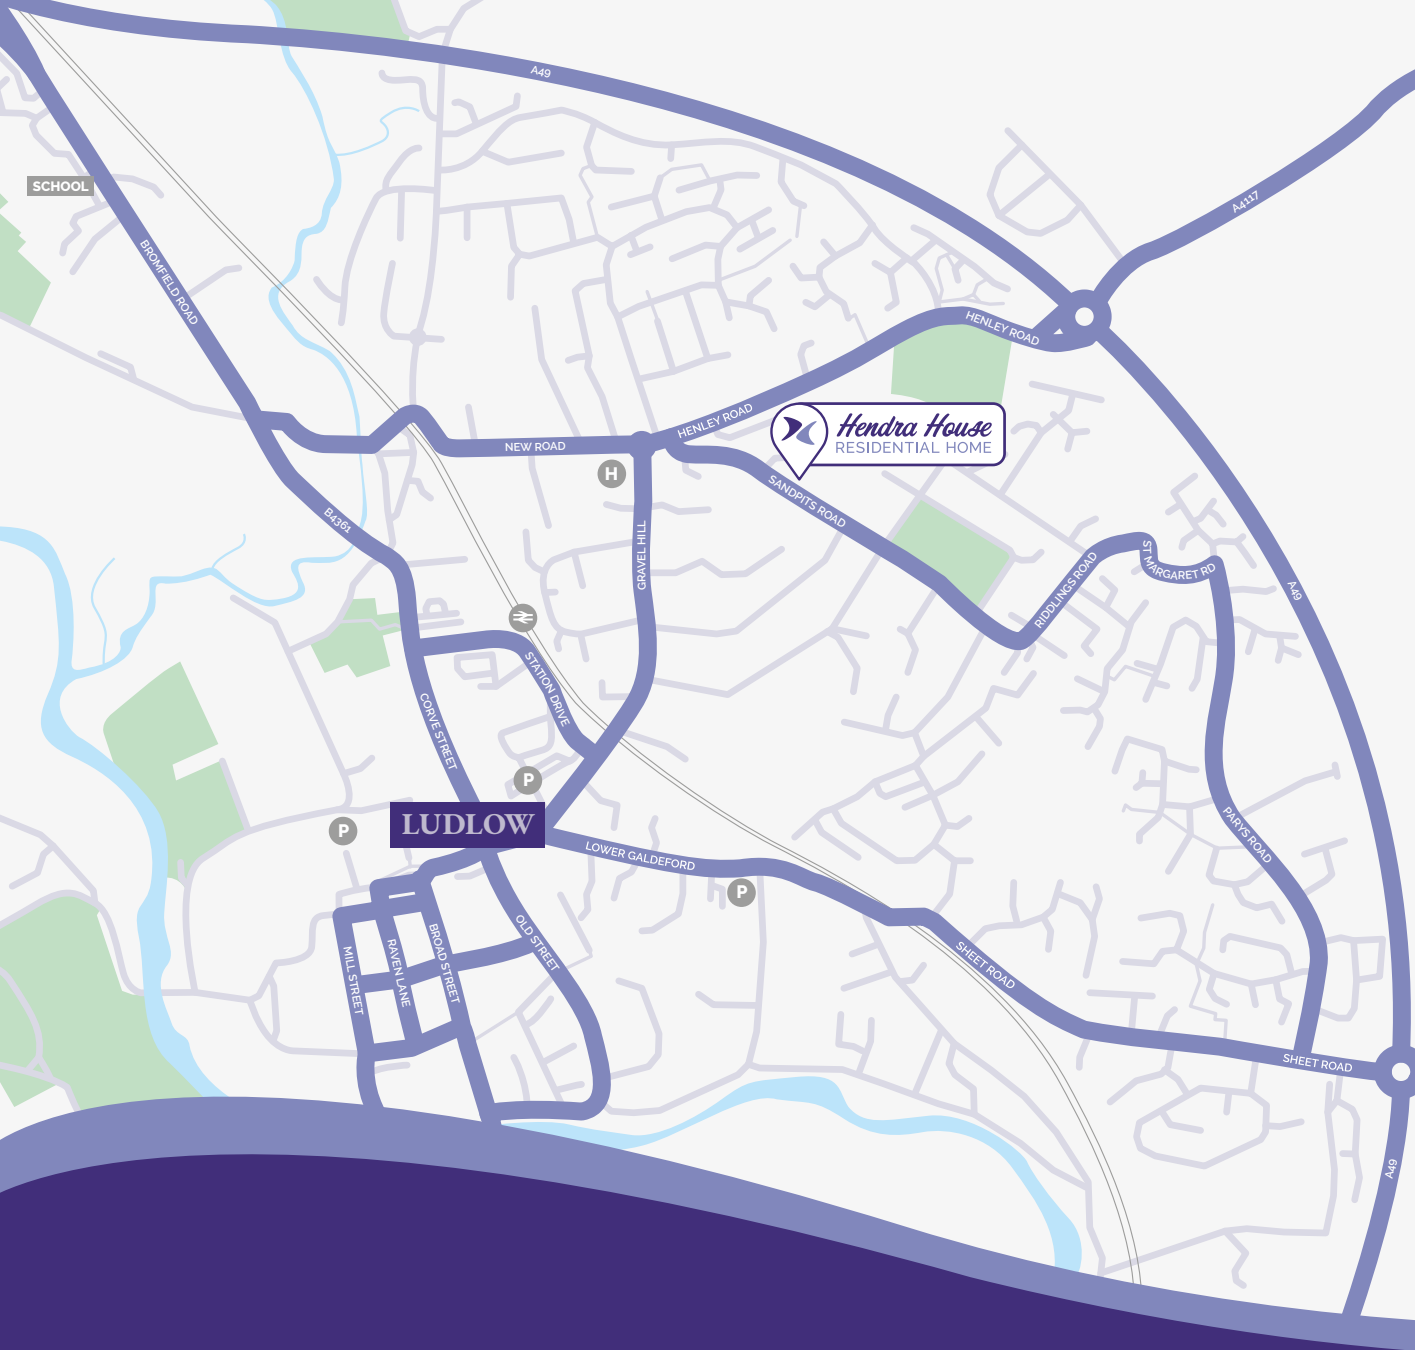 A49
A4117
SCHOOL
BROMFIELD ROAD
HENLEY ROAD
HENLEY ROAD
Hendra House
RESIDENTIAL HOME
NEW ROAD
H
SANDPITS ROAD
B4361
GRAVEL HILL
ST MARGARET RD
RIDDLINGS ROAD
A49
STATION DRIVE
CORVE STREET
P
LUDLOW
P
LOWER GALDEFORD
PARYS ROAD
P
OLD STREET
BROAD STREET
RAVEN LANE
MILL STREET
SHEET ROAD
SHEET ROAD
A49